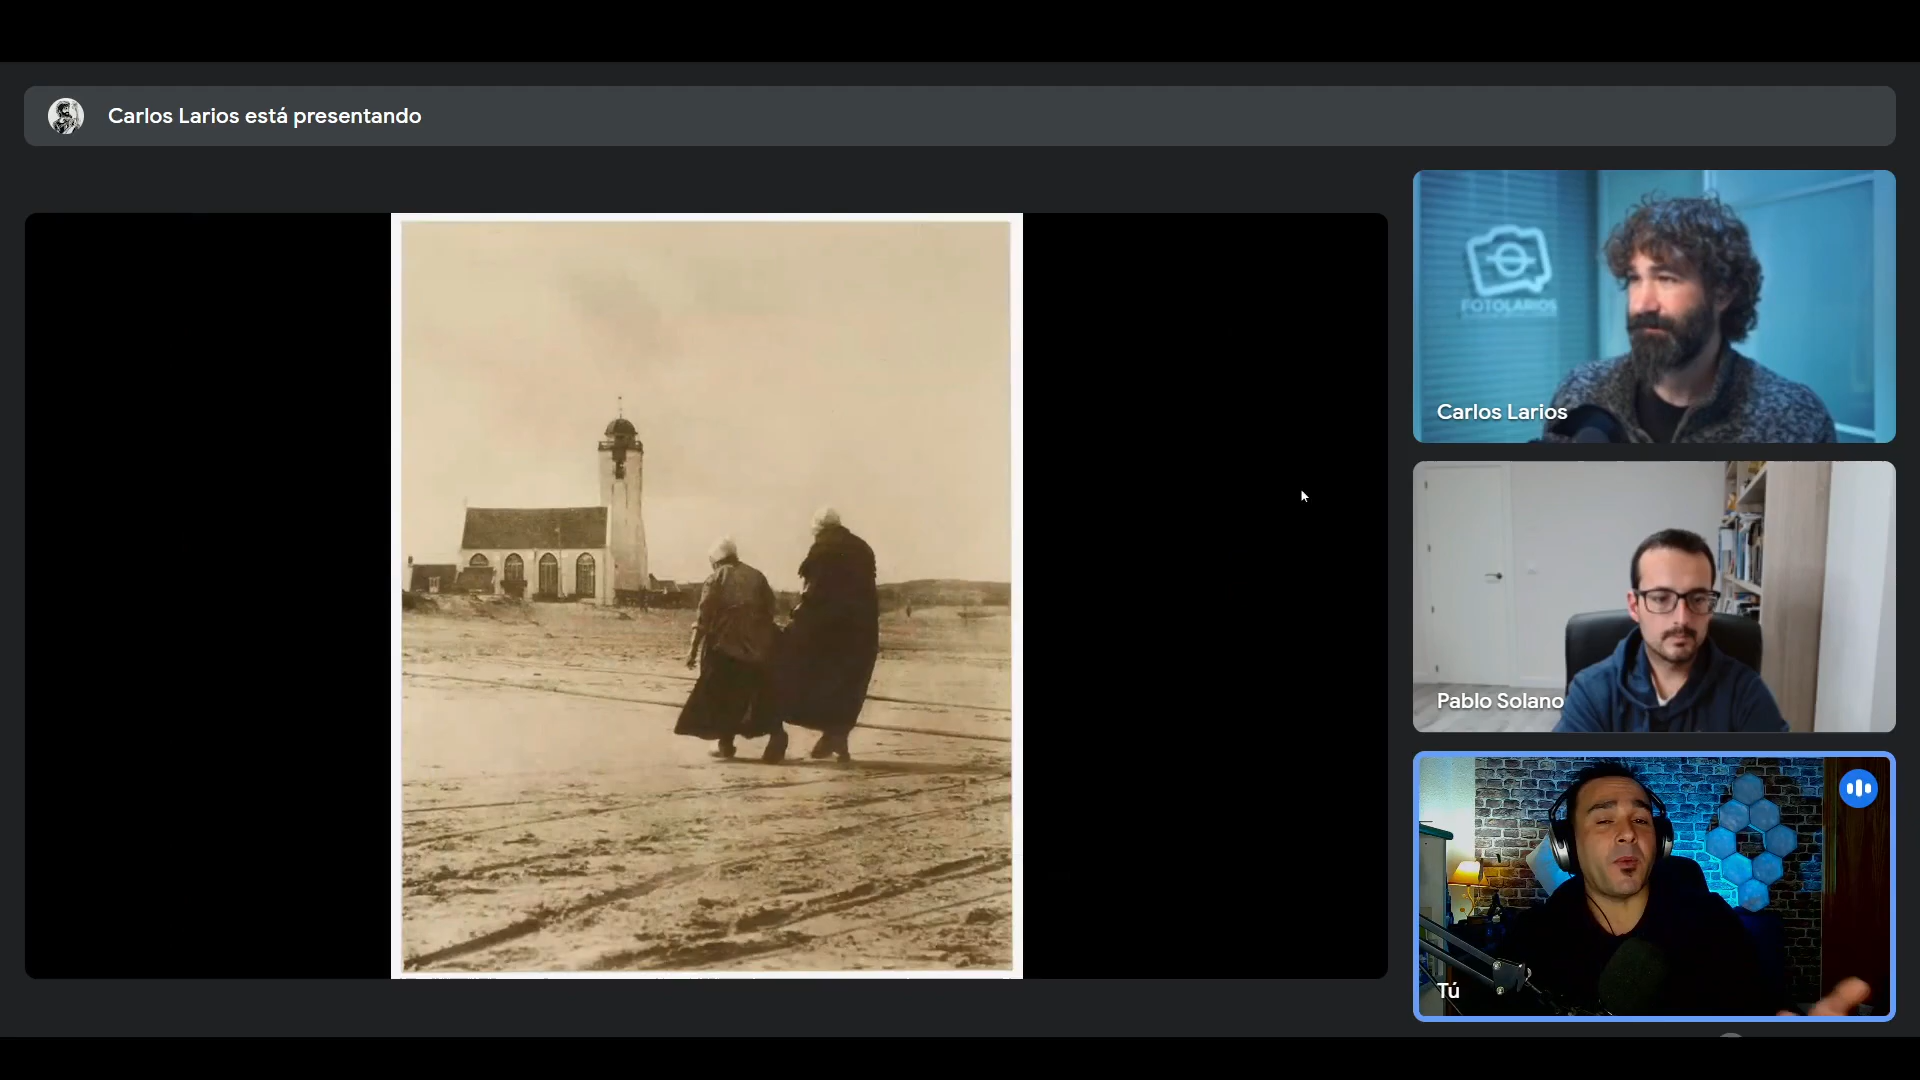 Carlos Larios está presentando
FOTOLARIOS
Carlos Larios
Pablo Solano
Tú